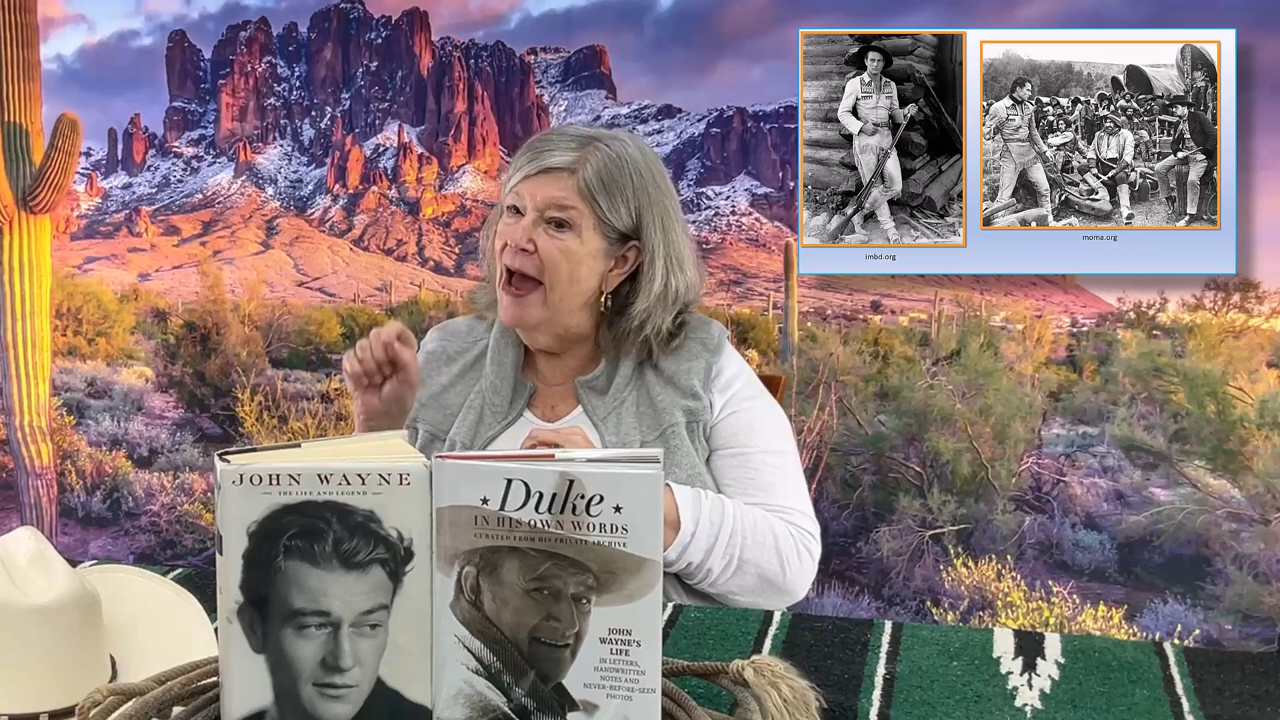 imbd.org
moma.org
JOHN WAYNE
THE LIFE AND LEGEND
Duke
IN HIS OWN WORDS
CURATED FROM HIS PRIVATE ARCHIVE
JOHN
WAYNE'S
LIFE
IN LETTERS,
HANDWRITTEN
NOTES AND
NEVER-BEFORE-SEEN
PHOTOS